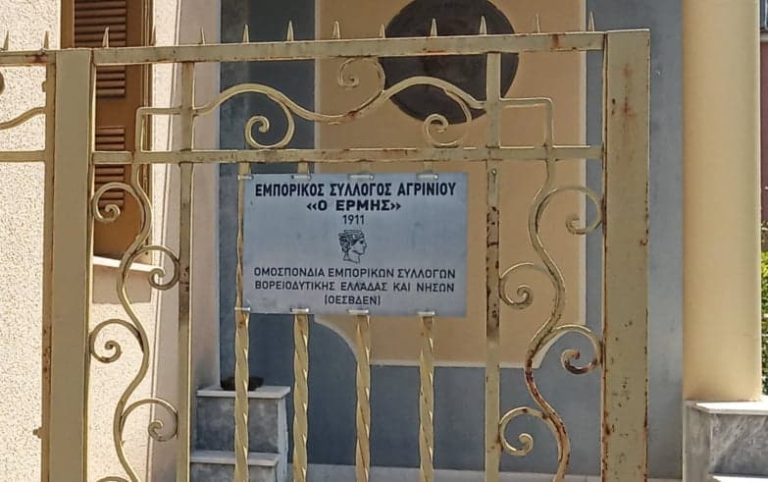 ΕΜΠΟΡΙΚΟΣ ΣΥΛΛΟΓΟΣ ΑΓΡΙΝΙΟΥ
«Ο ΕΡΜΗΣ»
1911
ΟΜΟΣΠΟΝΔΙΑ ΕΜΠΟΡΙΚΩΝ ΣΥΛΛΟΓΩΝ
ΒΟΡΕΙΟΔΥΤΙΚΗΣ ΕΛΛΑΔΑΣ ΚΑΙ ΝΗΣΩΝ
(ΟΕΣΒΔΕΝ)